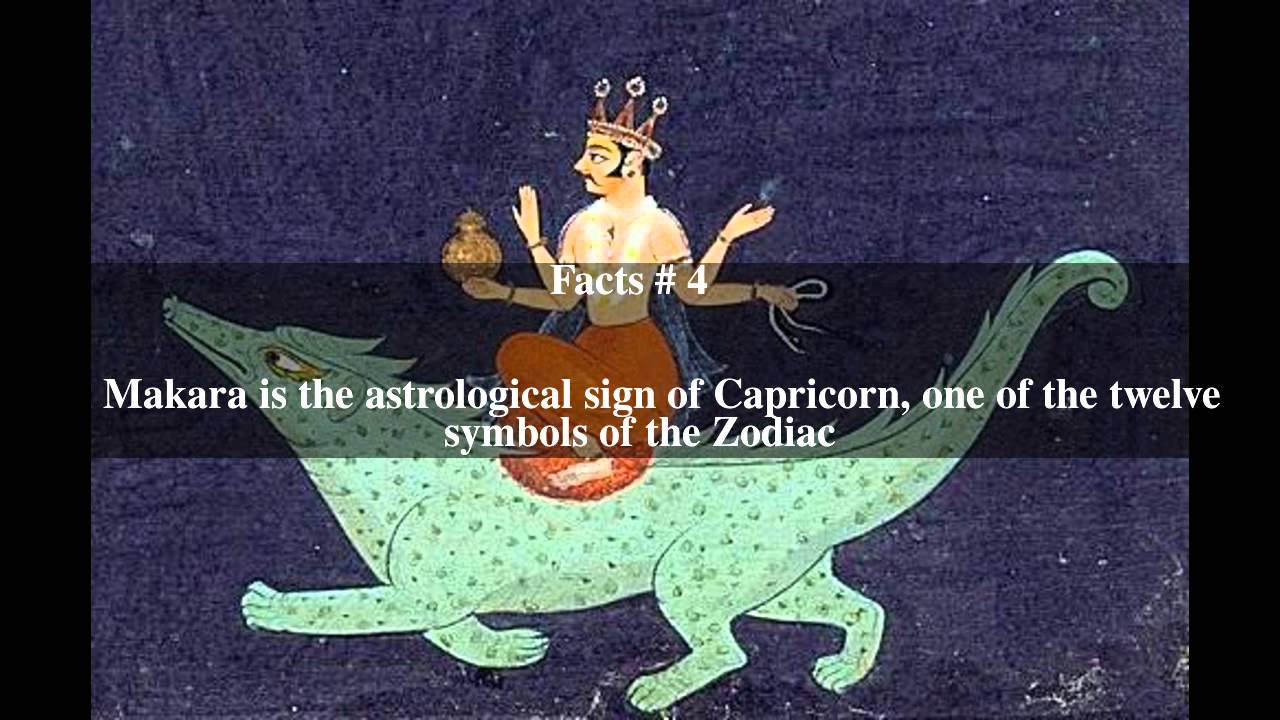 Facts # 4
Makara is the astrological sign of Capricorn, one of the twelve
symbols of the Zodiac